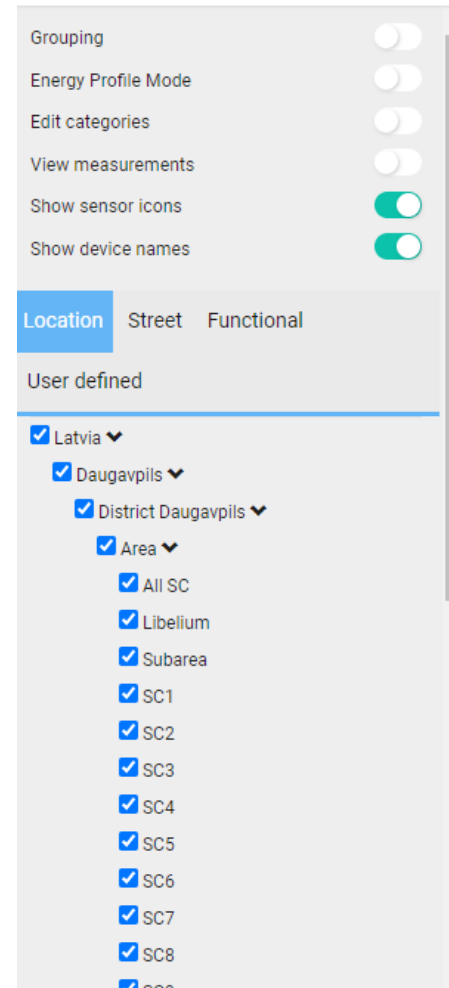 Grouping
Energy Profile Mode
Edit categories
View measurements
Show sensor icons
Show device names
Location Street Functional
User defined
Latvia
Daugavpils
District Daugavpils
Area
All SC
Libelium
Subarea
SC1
SC2
SC3
SC4
SC5
SC6
SC7
SC8